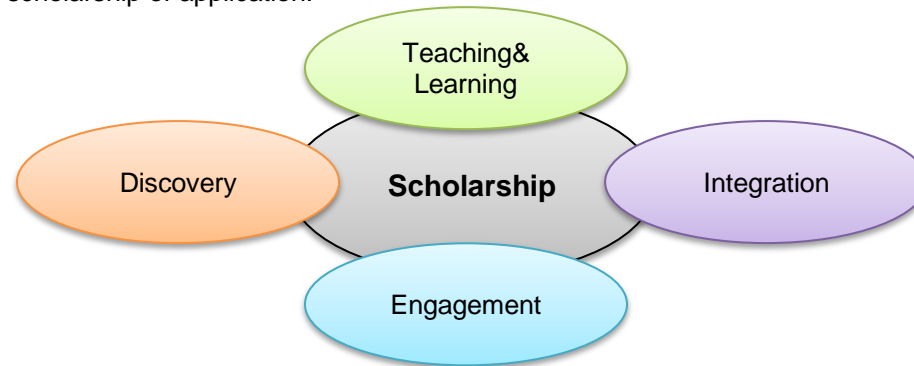 scholarship of application.
Teaching&
Learning
Discovery
Scholarship
Integration
Engagement